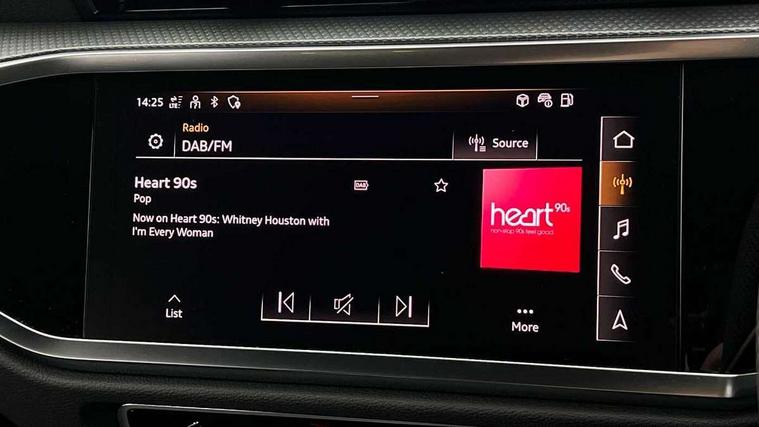 14:25
Radio
DAB/FM
Source
Heart 90s
DAB
Pop
Now on Heart 90s: Whitney Houston with
I'm Every Woman
heart 90s
non-stop 90s feel good
List
More